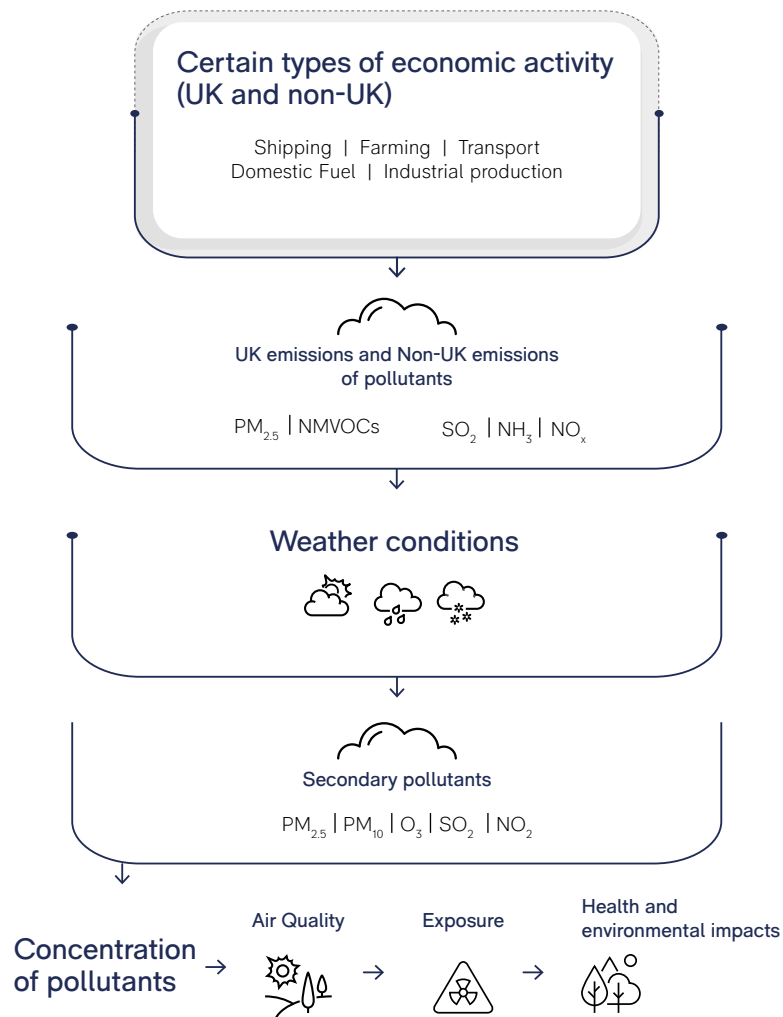 Certain types of economic activity
(UK and non-UK)
Shipping | Farming | Transport
Domestic Fuel | Industrial production
UK emissions and Non-UK emissions
of pollutants
PM2.5 | NMVOCs SO2 | NH3 | NOx
Weather conditions
Secondary pollutants
PM2.5 | PM10 | O3 | SO2 | NO2
Concentration
of pollutants
Air Quality
Exposure
Health and
environmental impacts